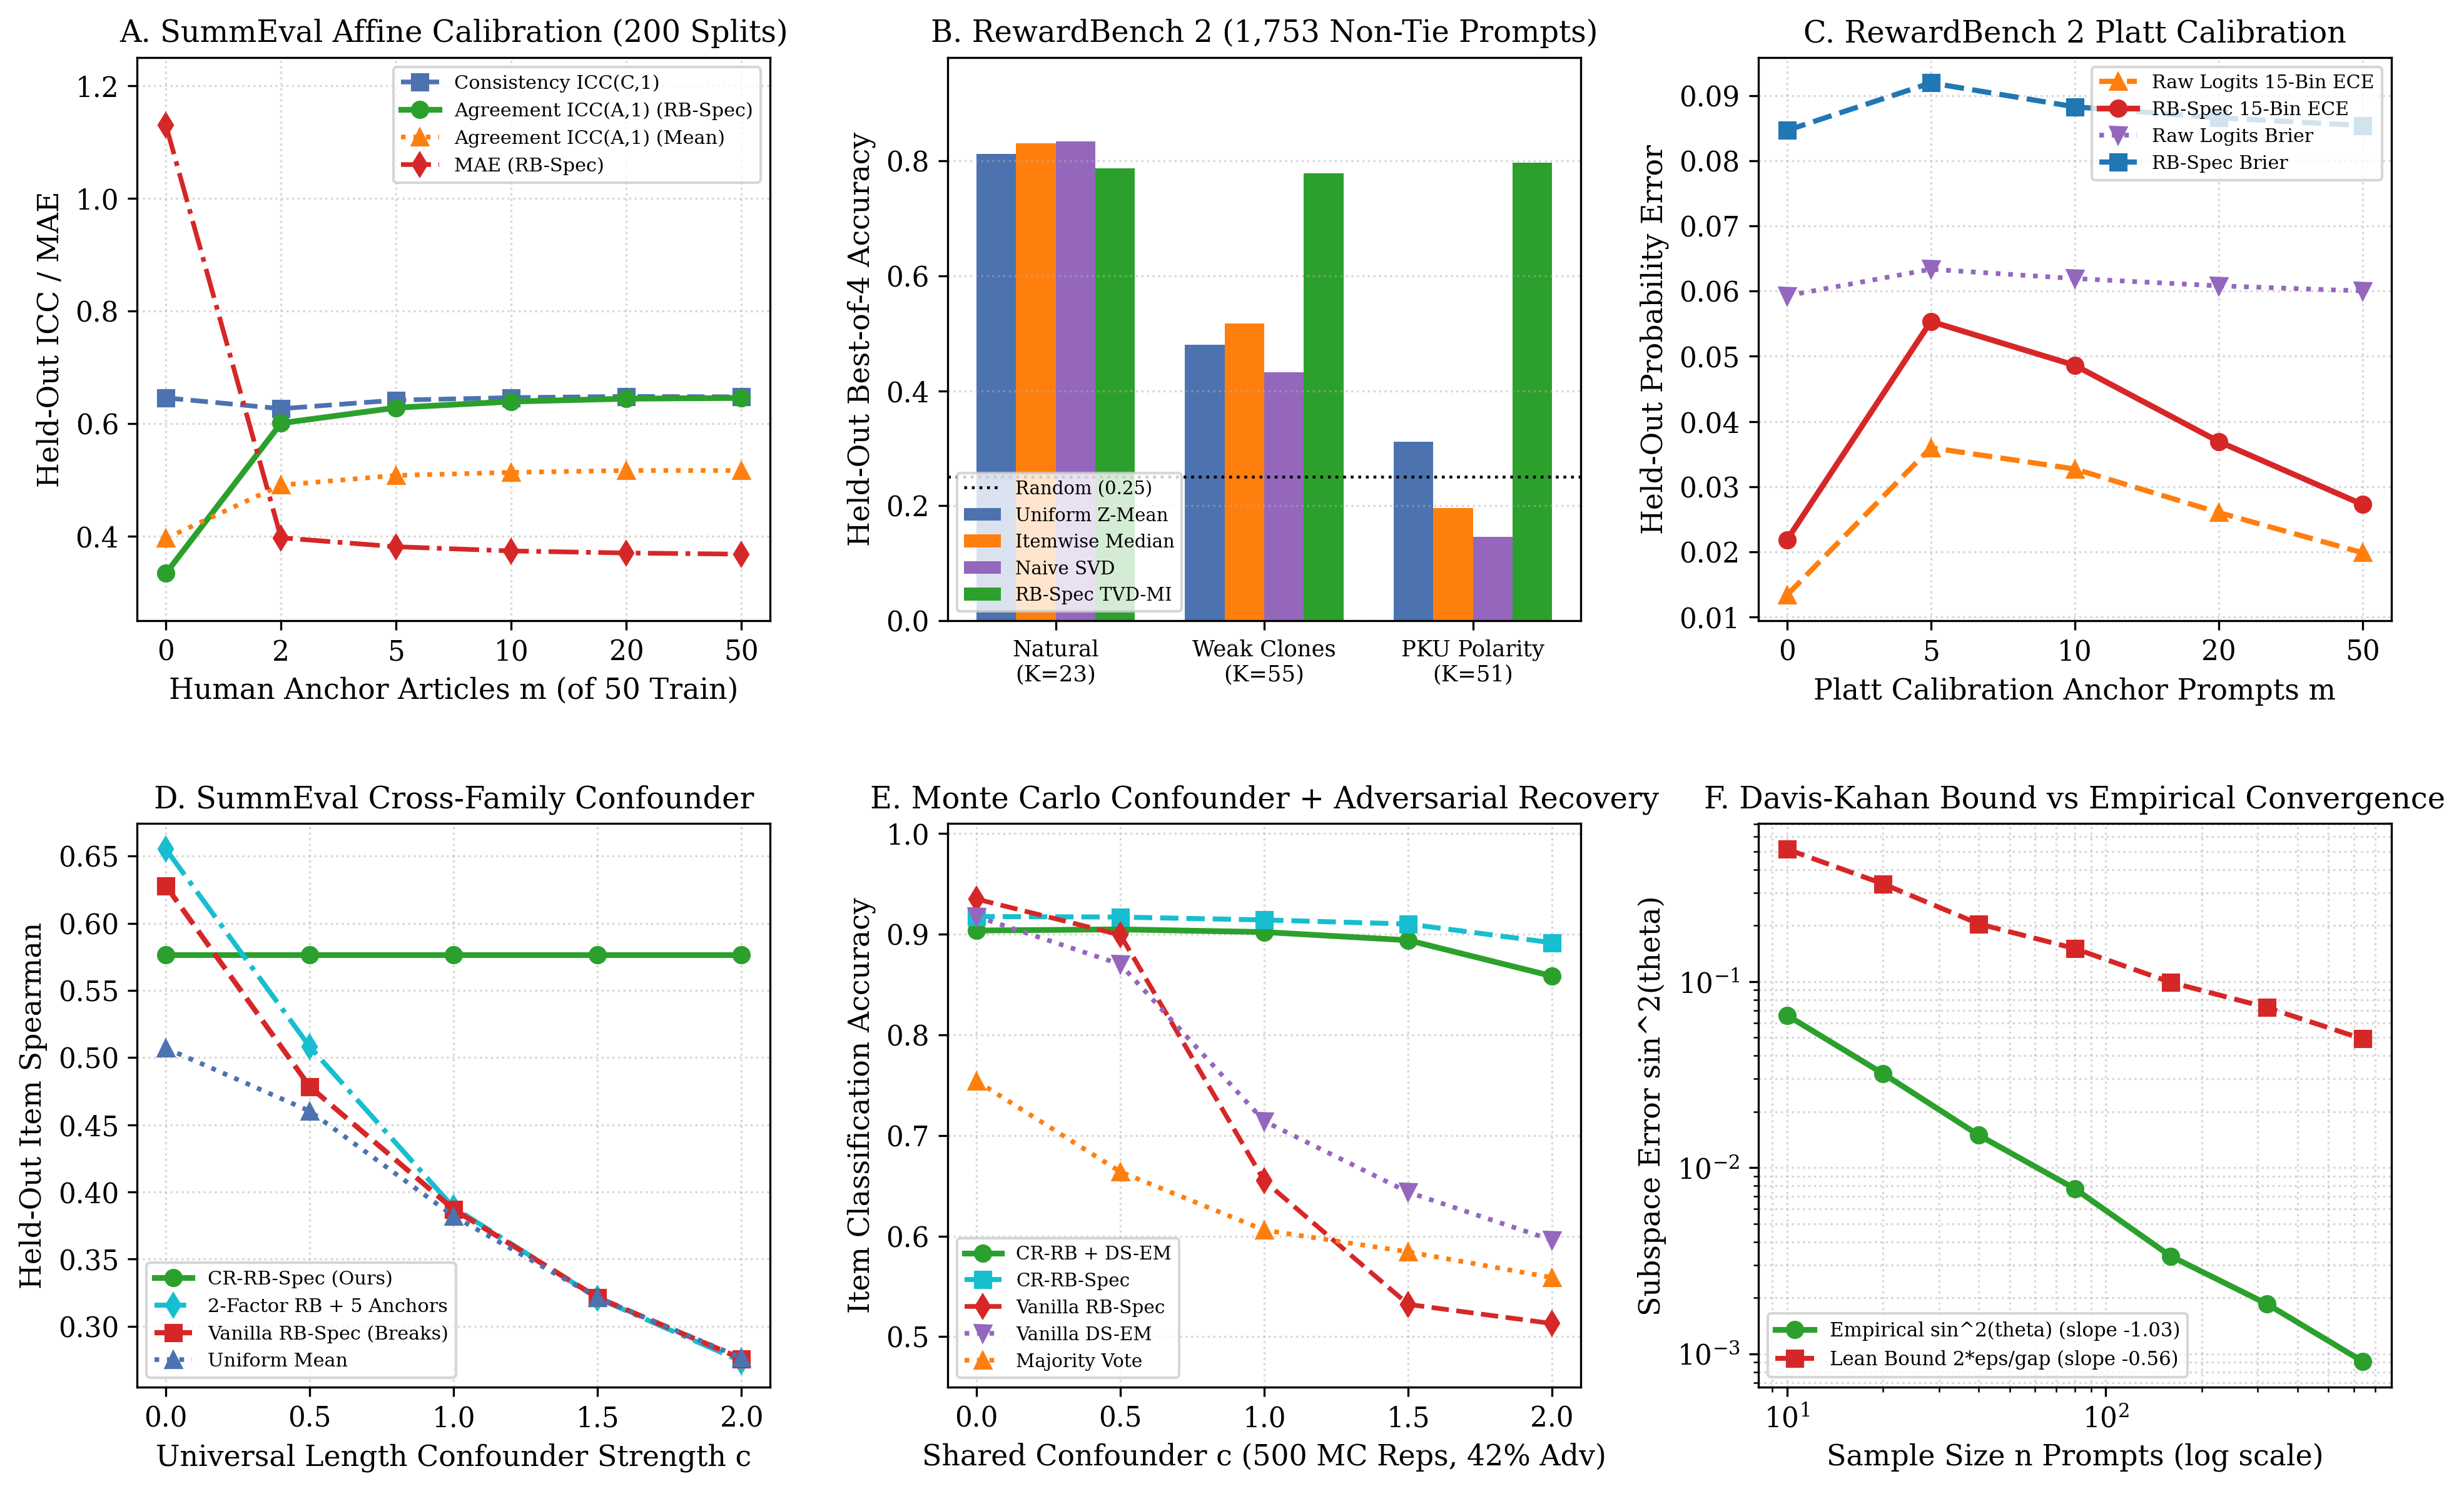 A. SummEval Affine Calibration (200 Splits)
Held-Out ICC / MAE
1.2
1.0
0.8
0.6
0.4
Consistency ICC(C,1)
Agreement ICC(A,1) (RB-Spec)
Agreement ICC(A,1) (Mean)
MAE (RB-Spec)
0 2 5 10 20 50
Human Anchor Articles m (of 50 Train)
B. RewardBench 2 (1,753 Non-Tie Prompts)
Held-Out Best-of-4 Accuracy
0.8
0.6
0.4
0.2
0.0
Random (0.25)
Uniform Z-Mean
Itemwise Median
Naive SVD
RB-Spec TVD-MI
Natural
(K=23)
Weak Clones
(K=55)
PKU Polarity
(K=51)
C. RewardBench 2 Platt Calibration
Held-Out Probability Error
0.09
0.08
0.07
0.06
0.05
0.04
0.03
0.02
0.01
Raw Logits 15-Bin ECE
RB-Spec 15-Bin ECE
Raw Logits Brier
RB-Spec Brier
0 5 10 20 50
Platt Calibration Anchor Prompts m
D. SummEval Cross-Family Confounder
Held-Out Item Spearman
0.65
0.60
0.55
0.50
0.45
0.40
0.35
0.30
CR-RB-Spec (Ours)
2-Factor RB + 5 Anchors
Vanilla RB-Spec (Breaks)
Uniform Mean
0.0 0.5 1.0 1.5 2.0
Universal Length Confounder Strength c
E. Monte Carlo Confounder + Adversarial Recovery
Item Classification Accuracy
1.0
0.9
0.8
0.7
0.6
0.5
CR-RB + DS-EM
CR-RB-Spec
Vanilla RB-Spec
Vanilla DS-EM
Majority Vote
0.0 0.5 1.0 1.5 2.0
Shared Confounder c (500 MC Reps, 42% Adv)
F. Davis-Kahan Bound vs Empirical Convergence
Subspace Error sin^2(theta)
10⁻¹
10⁻²
10⁻³
Empirical sin^2(theta) (slope -1.03)
Lean Bound 2*eps/gap (slope -0.56)
10¹ 10²
Sample Size n Prompts (log scale)